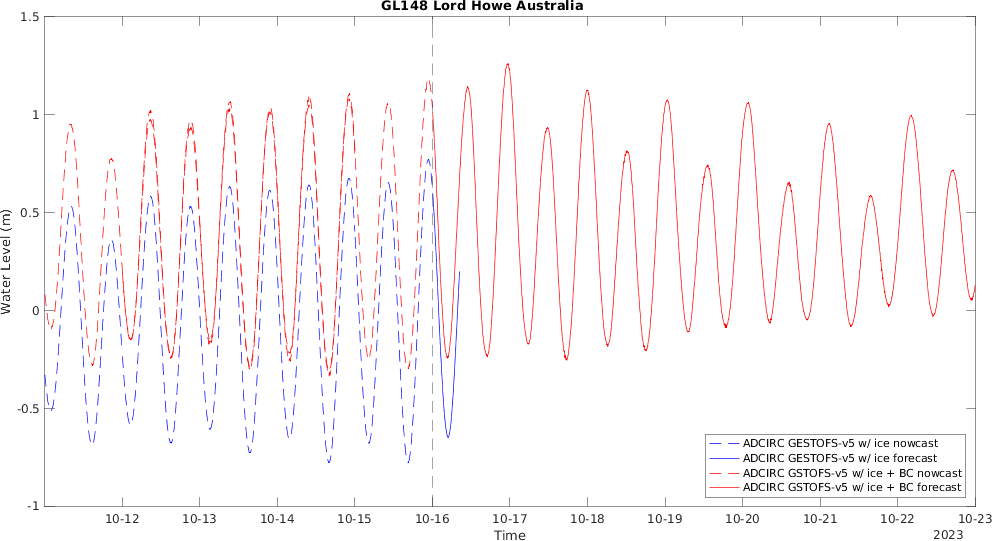 GL148 Lord Howe Australia
1.5
1
0.5
0
-0.5
-1
Water Level (m)
10-12 10-13 10-14 10-15 10-16 10-17 10-18 10-19 10-20 10-21 10-22 10-23
Time
2023
ADCIRC GESTOFS-v5 w/ ice nowcast
ADCIRC GESTOFS-v5 w/ ice forecast
ADCIRC GSTOFS-v5 w/ ice + BC nowcast
ADCIRC GSTOFS-v5 w/ ice + BC forecast